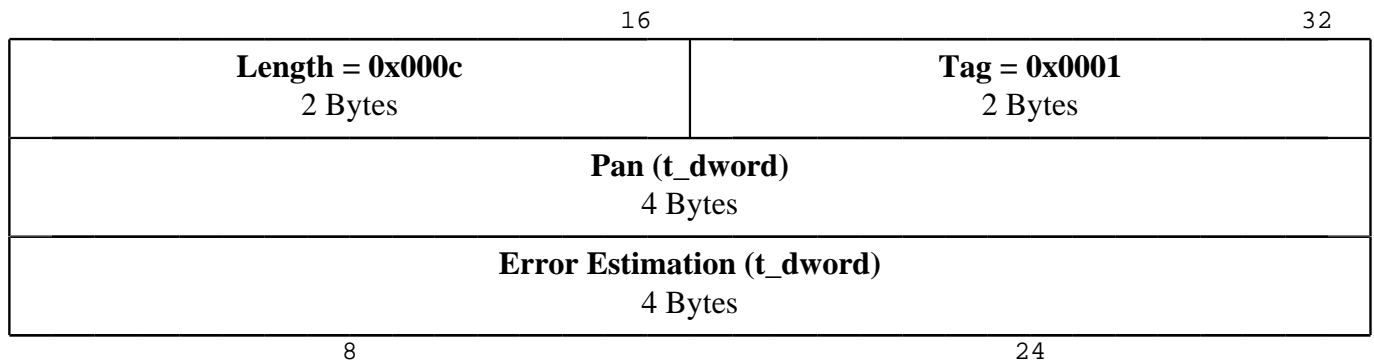 16 32
Length = 0x000c Tag = 0x0001
2 Bytes 2 Bytes
Pan (t_dword)
4 Bytes
Error Estimation (t_dword)
4 Bytes
8 24